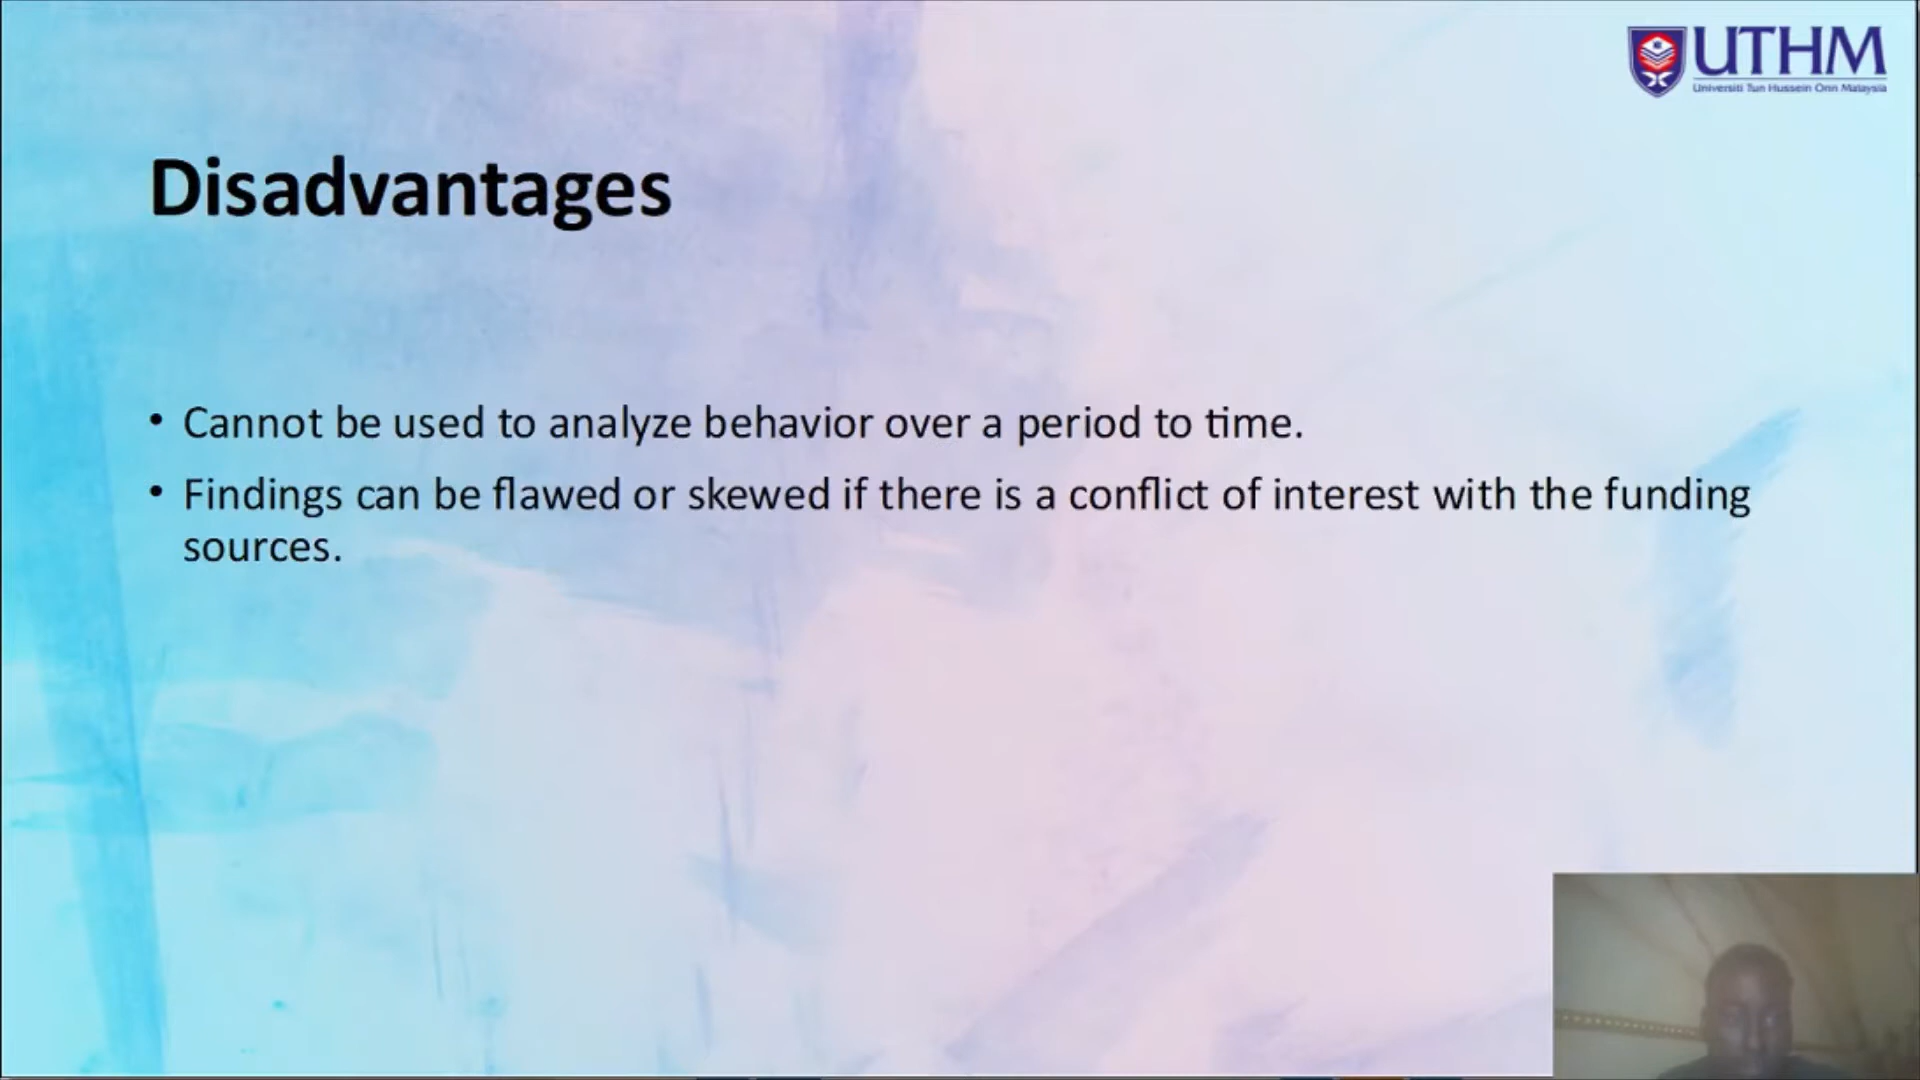 UTHM
Universiti Tun Hussein Onn Malaysia
Disadvantages
• Cannot be used to analyze behavior over a period to time.
• Findings can be flawed or skewed if there is a conflict of interest with the funding
sources.